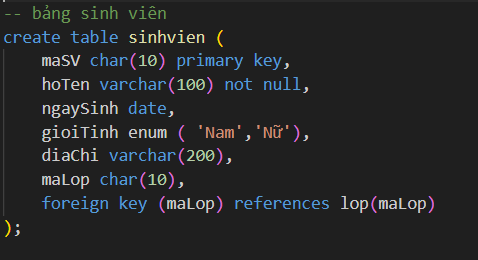 -- bảng sinh viên
create table sinhvien (
maSV char(10) primary key,
hoTen varchar(100) not null,
ngaySinh date,
gioiTinh enum ( 'Nam','Nữ'),
diaChi varchar(200),
maLop char(10),
foreign key (maLop) references lop(maLop)
);